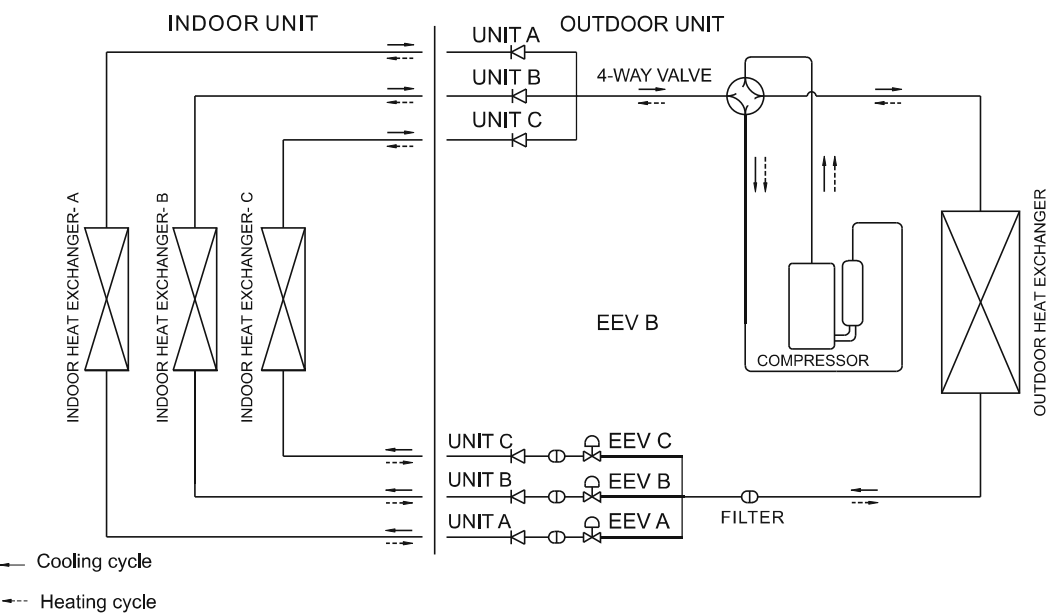 INDOOR UNIT
OUTDOOR UNIT
UNIT A
UNIT B
UNIT C
4-WAY VALVE
INDOOR HEAT EXCHANGER- A
INDOOR HEAT EXCHANGER- B
INDOOR HEAT EXCHANGER- C
EEV B
COMPRESSOR
OUTDOOR HEAT EXCHANGER
UNIT C EEV C
UNIT B EEV B
UNIT A EEV A
FILTER
Cooling cycle
Heating cycle